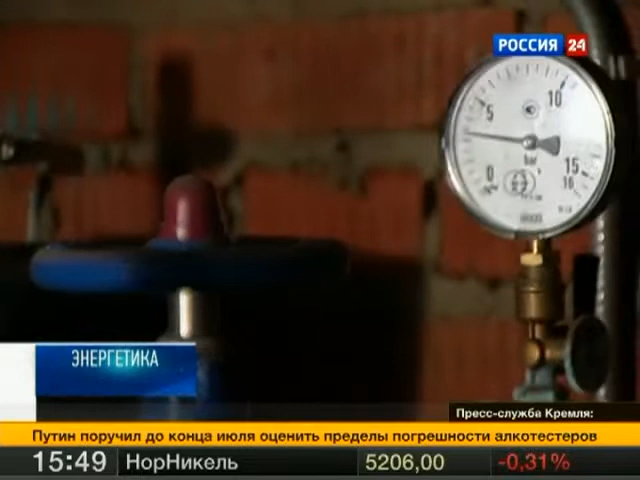 РОССИЯ 24
10
5
bar
15
0
16
ЭНЕРГЕТИКА
Пресс-служба Кремля:
Путин поручил до конца июля оценить пределы погрешности алкотестеров
15:49 НорНикель 5206,00 -0,31%